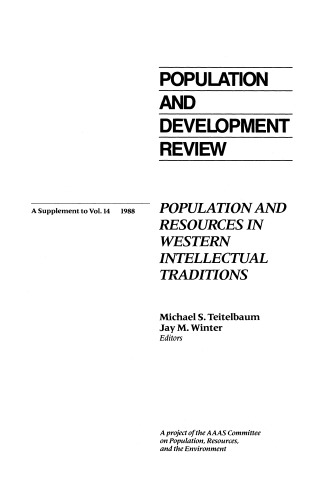 POPULATION
AND
DEVELOPMENT
REVIEW
A Supplement to Vol. 14 1988
POPULATION AND
RESOURCES IN
WESTERN
INTELLECTUAL
TRADITIONS
Michael S. Teitelbaum
Jay M. Winter
Editors
A project of the AAAS Committee
on Population, Resources,
and the Environment